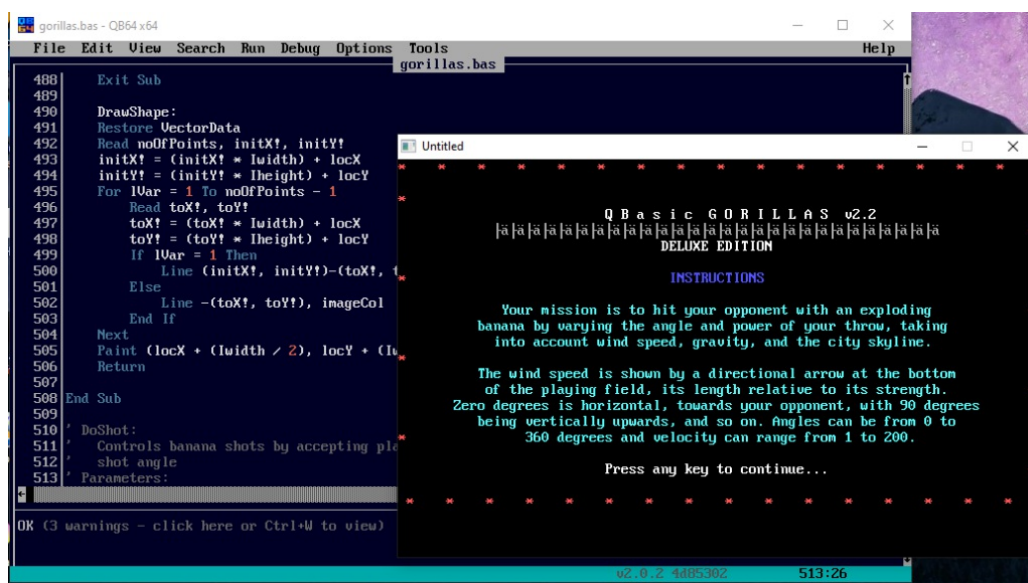 gorillas.bas - QB64 x64
File Edit View Search Run Debug Options Tools Help
gorillas.bas
488 Exit Sub
489
490 DrawShape:
491 Restore VectorData
492 Read noOfPoints, initX!, initY!
493 initX! = (initX! * Iwidth) + locX
494 initY! = (initY! * Iheight) + locY
495 For lVar = 1 To noOfPoints - 1
496 Read toX!, toY!
497 toX! = (toX! * Iwidth) + locX
498 toY! = (toY! * Iheight) + locY
499 If lVar = 1 Then
500 Line (initX!, initY!)-(toX!, t
501 Else
502 Line -(toX!, toY!), imageCol
503 End If
504 Next
505 Paint (locX + (Iwidth / 2), locY + (Iw
506 Return
507
508 End Sub
509
510 ' DoShot:
511 ' Controls banana shots by accepting pla
512 ' shot angle
513 ' Parameters:
OK (3 warnings - click here or Ctrl+W to view)
v2.0.2 4d85302 513:26
Untitled
* * * * * * * * * * * * * * * *
*
Q B a s i c G O R I L L A S v2.2
├ä├ä├ä├ä├ä├ä├ä├ä├ä├ä├ä├ä├ä├ä
DELUXE EDITION
INSTRUCTIONS
*
Your mission is to hit your opponent with an exploding
banana by varying the angle and power of your throw, taking
into account wind speed, gravity, and the city skyline.
*
The wind speed is shown by a directional arrow at the bottom
of the playing field, its length relative to its strength.
Zero degrees is horizontal, towards your opponent, with 90 degrees
being vertically upwards, and so on. Angles can be from 0 to
* 360 degrees and velocity can range from 1 to 200.
Press any key to continue...
* * * * * * * * * * * * * * * *